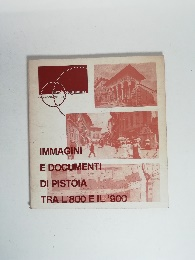 IMMAGINI
E DOCUMENTI
DI PISTOIA
TRA L'800 E IL '900